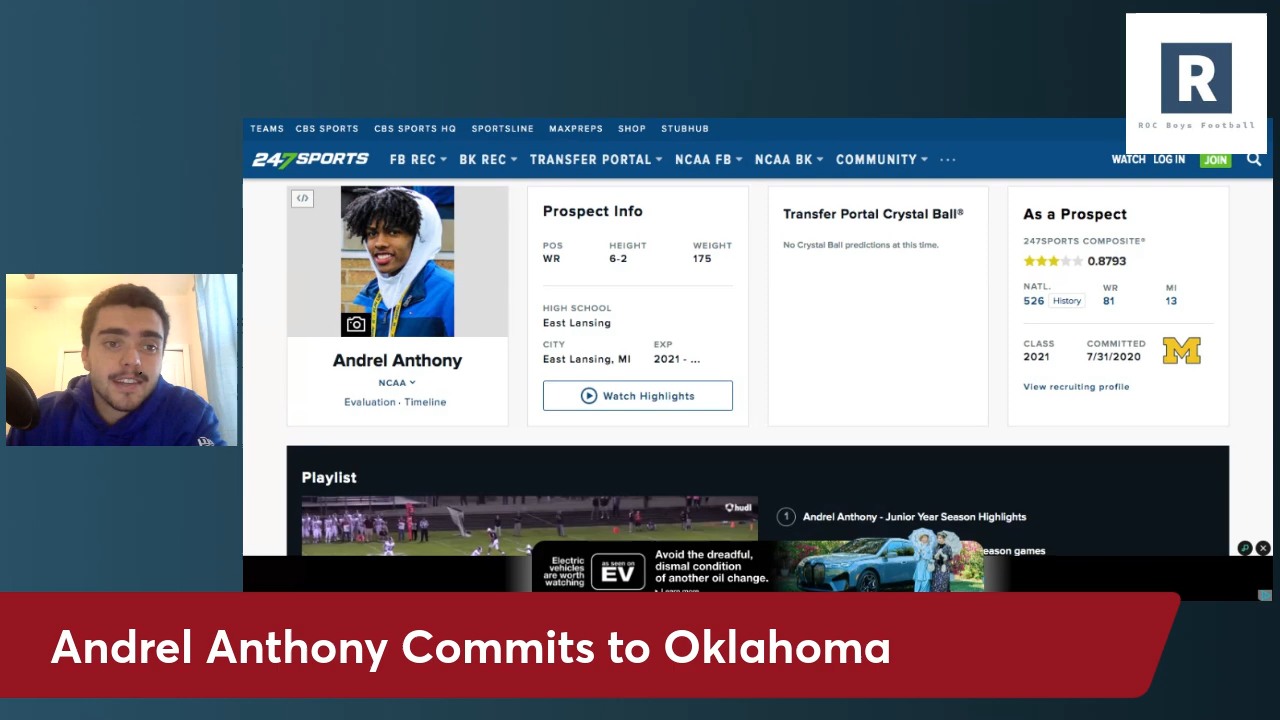 R
ROC Boys Football
TEAMS CBS SPORTS CBS SPORTS HQ SPORTSLINE MAXPREPS SHOP STUBHUB
247SPORTS FB REC BK REC TRANSFER PORTAL NCAA FB NCAA BK COMMUNITY ... WATCH LOG IN JOIN
</>
Andrel Anthony
NCAA
Evaluation · Timeline
Prospect Info
POS HEIGHT WEIGHT
WR 6-2 175
HIGH SCHOOL
East Lansing
CITY EXP
East Lansing, MI 2021 - ...
Watch Highlights
Transfer Portal Crystal Ball®
No Crystal Ball predictions at this time.
As a Prospect
247SPORTS COMPOSITE®
0.8793
NATL. WR MI
526 History 81 13
CLASS COMMITTED
2021 7/31/2020
M
View recruiting profile
Playlist
hudl
1 Andrel Anthony - Junior Year Season Highlights
eason games
Electric
vehicles
are worth
watching
as seen on
EV
Avoid the dreadful,
dismal condition
of another oil change.
Andrel Anthony Commits to Oklahoma